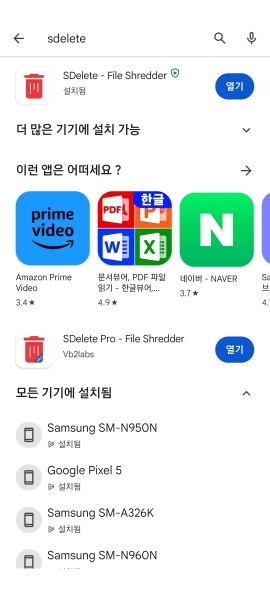 sdelete
SDelete - File Shredder
설치됨
열기
더 많은 기기에 설치 가능
이런 앱은 어떠세요 ?
prime
video
PDF
한글
P
W
X
N
Amazon Prime
Video
3.4★
문서뷰어, PDF 파일
읽기 - 한글뷰어,...
4.9★
네이버 - NAVER
3.7★
Sa
4.
SDelete Pro - File Shredder
Vb2labs
열기
모든 기기에 설치됨
Samsung SM-N950N
설치됨
Google Pixel 5
설치됨
Samsung SM-A326K
설치됨
Samsung SM-N960N